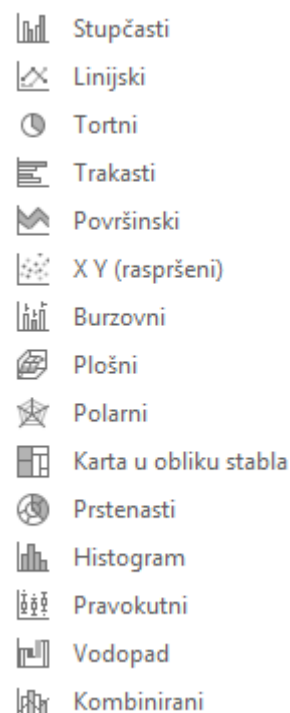 Stupčasti
Linijski
Tortni
Trakasti
Površinski
X Y (raspršeni)
Burzovni
Plošni
Polarni
Karta u obliku stabla
Prstenasti
Histogram
Pravokutni
Vodopad
Kombinirani